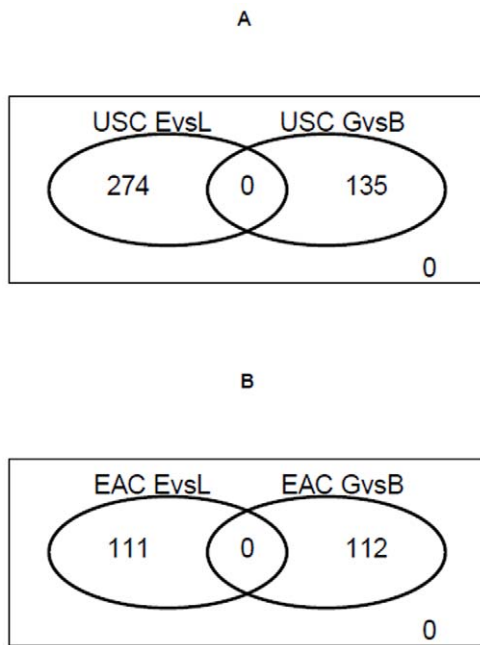 A
USC EvsL USC GvsB
274 0 135
0
B
EAC EvsL EAC GvsB
111 0 112
0